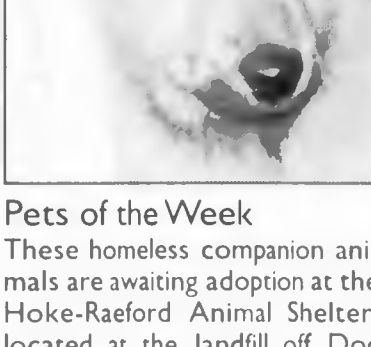 Pets of the Week
These homeless companion ani
mals are awaiting adoption at the
Hoke-Raeford Animal Shelter
located at the landfill off